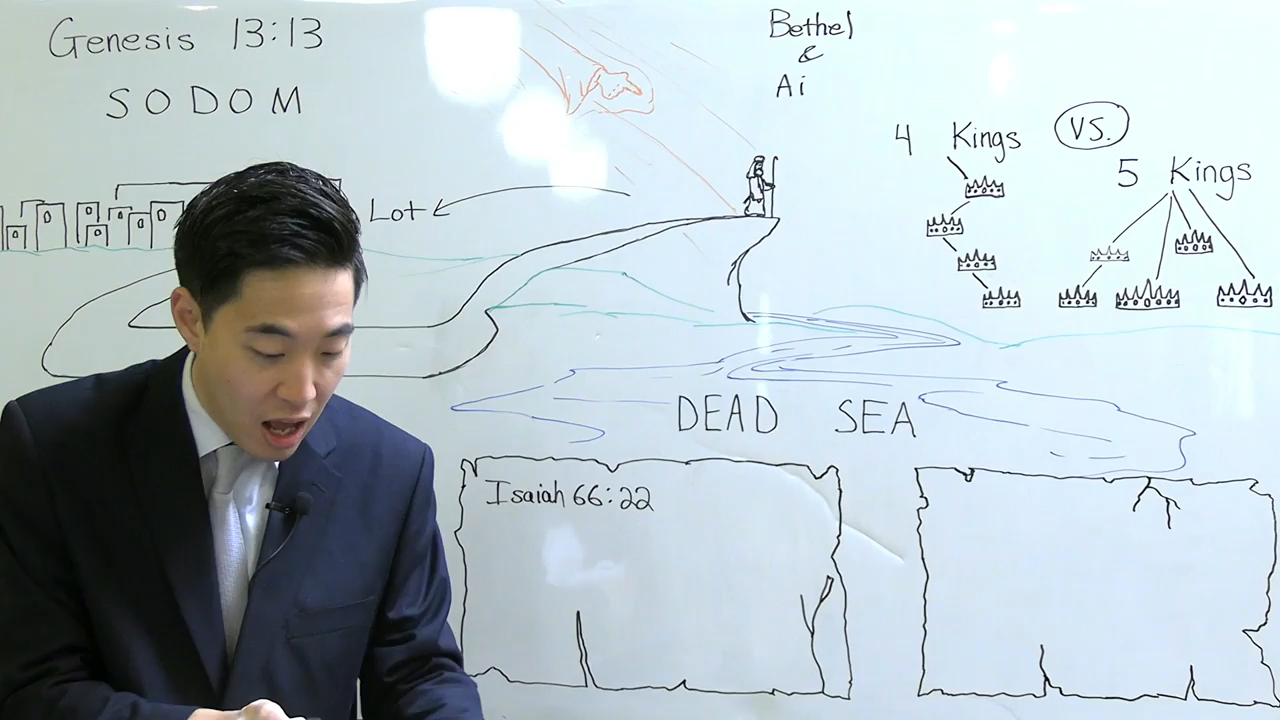 Genesis 13:13
SODOM
Lot
Bethel
&
Ai
4 Kings
VS.
5 Kings
DEAD SEA
Isaiah 66:22